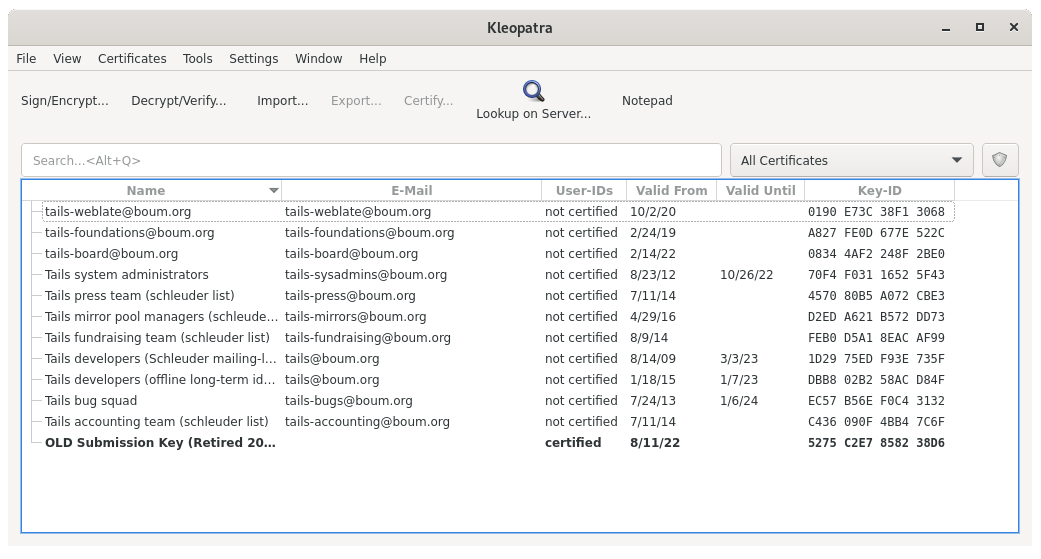 Kleopatra
File View Certificates Tools Settings Window Help
Sign/Encrypt... Decrypt/Verify... Import... Export... Certify... Lookup on Server... Notepad
Search...<Alt+Q> All Certificates
Name E-Mail User-IDs Valid From Valid Until Key-ID
tails-weblate@boum.org tails-weblate@boum.org not certified 10/2/20 0190 E73C 38F1 3068
tails-foundations@boum.org tails-foundations@boum.org not certified 2/24/19 A827 FE0D 677E 522C
tails-board@boum.org tails-board@boum.org not certified 2/14/22 0834 4AF2 248F 2BE0
Tails system administrators tails-sysadmins@boum.org not certified 8/23/12 10/26/22 70F4 F031 1652 5F43
Tails press team (schleuder list) tails-press@boum.org not certified 7/11/14 4570 80B5 A072 CBE3
Tails mirror pool managers (schleude... tails-mirrors@boum.org not certified 4/29/16 D2ED A621 B572 DD73
Tails fundraising team (schleuder list) tails-fundraising@boum.org not certified 8/9/14 FEB0 D5A1 8EAC AF99
Tails developers (Schleuder mailing-l... tails@boum.org not certified 8/14/09 3/3/23 1D29 75ED F93E 735F
Tails developers (offline long-term id... tails@boum.org not certified 1/18/15 1/7/23 DBB8 02B2 58AC D84F
Tails bug squad tails-bugs@boum.org not certified 7/24/13 1/6/24 EC57 B56E F0C4 3132
Tails accounting team (schleuder list) tails-accounting@boum.org not certified 7/11/14 C436 090F 4BB4 7C6F
OLD Submission Key (Retired 20... certified 8/11/22 5275 C2E7 8582 38D6